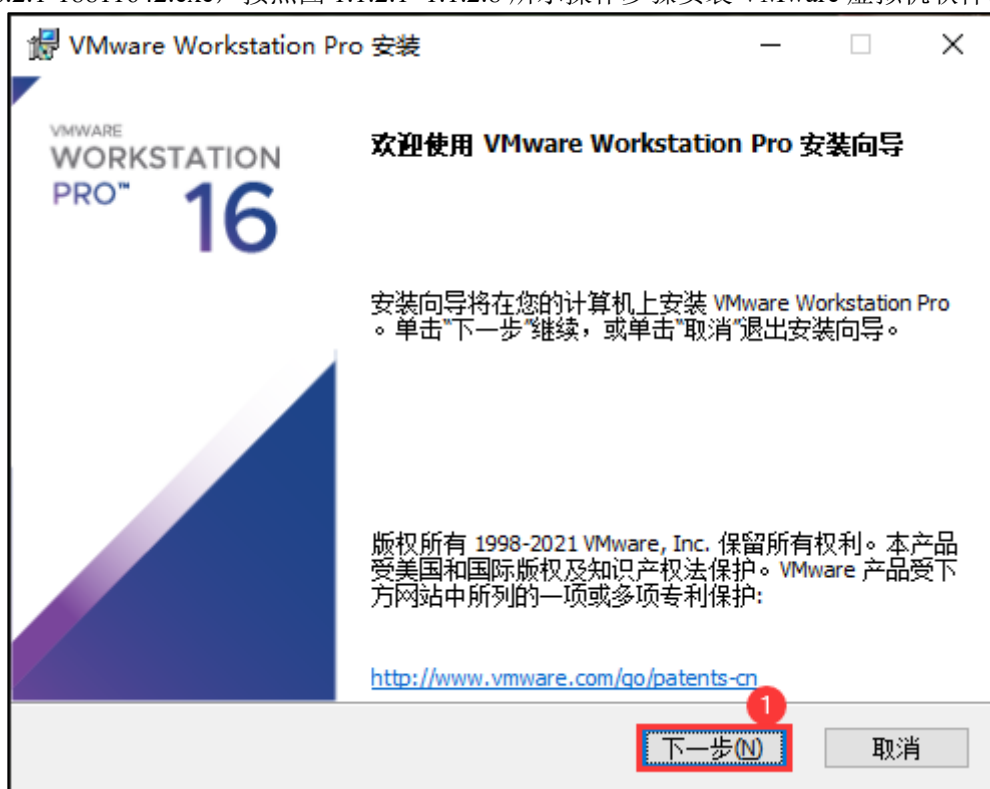 VMware Workstation Pro 安装
VMWARE
WORKSTATION
PRO™ 16
欢迎使用 VMware Workstation Pro 安装向导
安装向导将在您的计算机上安装 VMware Workstation Pro
。单击"下一步"继续，或单击"取消"退出安装向导。
版权所有 1998-2021 VMware, Inc. 保留所有权利。本产品
受美国和国际版权及知识产权法保护。VMware 产品受下
方网站中所列的一项或多项专利保护:
http://www.vmware.com/go/patents-cn
1
下一步(N) 取消